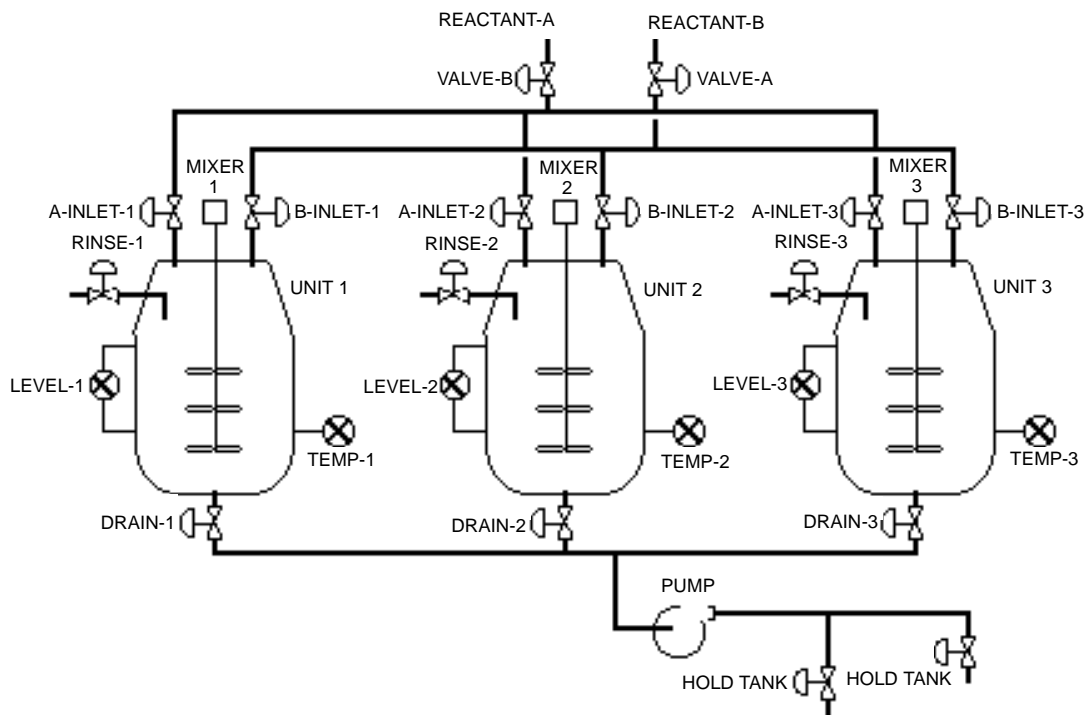 REACTANT-A
REACTANT-B
VALVE-B
VALVE-A
MIXER
1
MIXER
2
MIXER
3
A-INLET-1
B-INLET-1
A-INLET-2
B-INLET-2
A-INLET-3
B-INLET-3
RINSE-1
RINSE-2
RINSE-3
UNIT 1
UNIT 2
UNIT 3
LEVEL-1
LEVEL-2
LEVEL-3
TEMP-1
TEMP-2
TEMP-3
DRAIN-1
DRAIN-2
DRAIN-3
PUMP
HOLD TANK
HOLD TANK